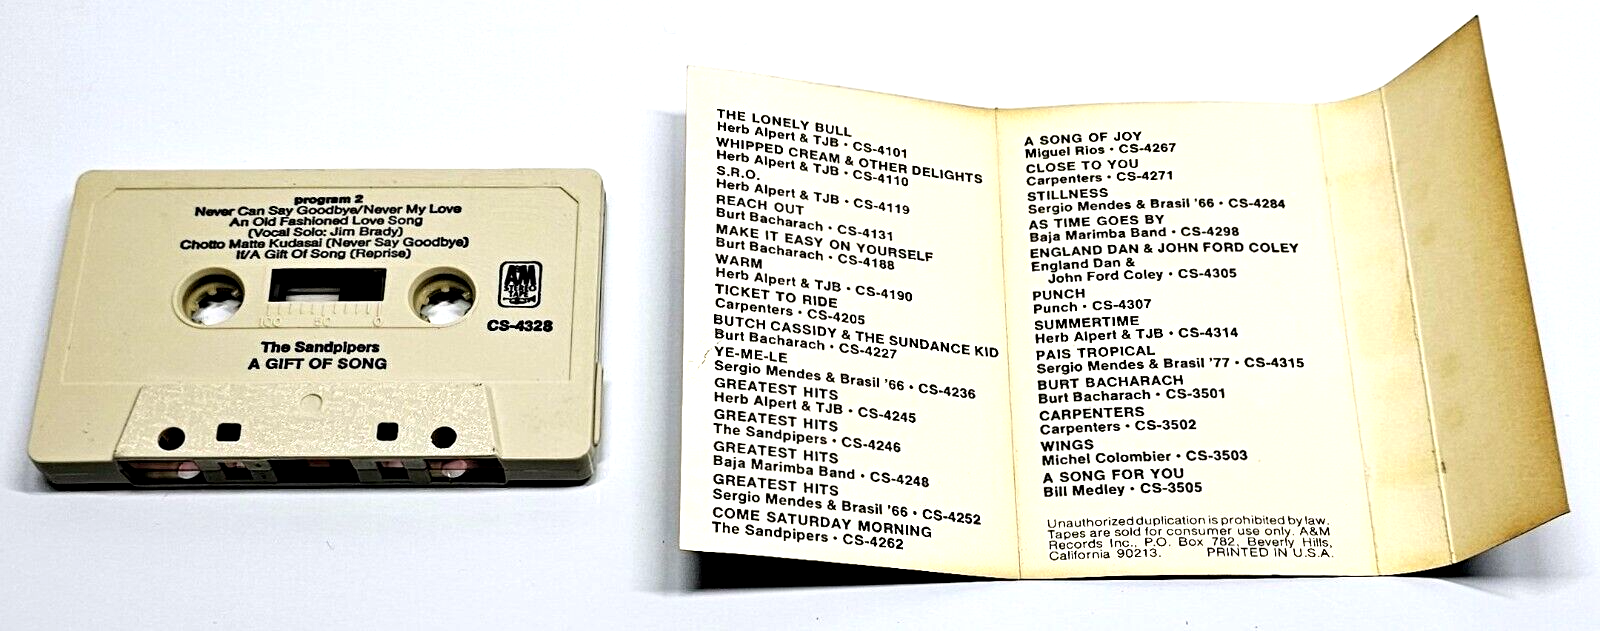 program 2
Never Can Say Goodbye/Never My Love
An Old Fashioned Love Song
(Vocal Solo: Jim Brady)
Chotto Matte Kudasai (Never Say Goodbye)
If/A Gift Of Song (Reprise)
A&M
STEREO
TAPE
100 50 0
CS-4328
The Sandpipers
A GIFT OF SONG
THE LONELY BULL
Herb Alpert & TJB • CS-4101
WHIPPED CREAM & OTHER DELIGHTS
Herb Alpert & TJB • CS-4110
S.R.O.
Herb Alpert & TJB • CS-4119
REACH OUT
Burt Bacharach • CS-4131
MAKE IT EASY ON YOURSELF
Burt Bacharach • CS-4188
WARM
Herb Alpert & TJB • CS-4190
TICKET TO RIDE
Carpenters • CS-4205
BUTCH CASSIDY & THE SUNDANCE KID
Burt Bacharach • CS-4227
YE-ME-LE
Sergio Mendes & Brasil '66 • CS-4236
GREATEST HITS
Herb Alpert & TJB • CS-4245
GREATEST HITS
The Sandpipers • CS-4246
GREATEST HITS
Baja Marimba Band • CS-4248
GREATEST HITS
Sergio Mendes & Brasil '66 • CS-4252
COME SATURDAY MORNING
The Sandpipers • CS-4262
A SONG OF JOY
Miguel Rios • CS-4267
CLOSE TO YOU
Carpenters • CS-4271
STILLNESS
Sergio Mendes & Brasil '66 • CS-4284
AS TIME GOES BY
Baja Marimba Band • CS-4298
ENGLAND DAN & JOHN FORD COLEY
England Dan &
John Ford Coley • CS-4305
PUNCH
Punch • CS-4307
SUMMERTIME
Herb Alpert & TJB • CS-4314
PAIS TROPICAL
Sergio Mendes & Brasil '77 • CS-4315
BURT BACHARACH
Burt Bacharach • CS-3501
CARPENTERS
Carpenters • CS-3502
WINGS
Michel Colombier • CS-3503
A SONG FOR YOU
Bill Medley • CS-3505
Unauthorized duplication is prohibited by law.
Tapes are sold for consumer use only. A&M
Records Inc., P.O. Box 782, Beverly Hills,
California 90213. PRINTED IN U.S.A.